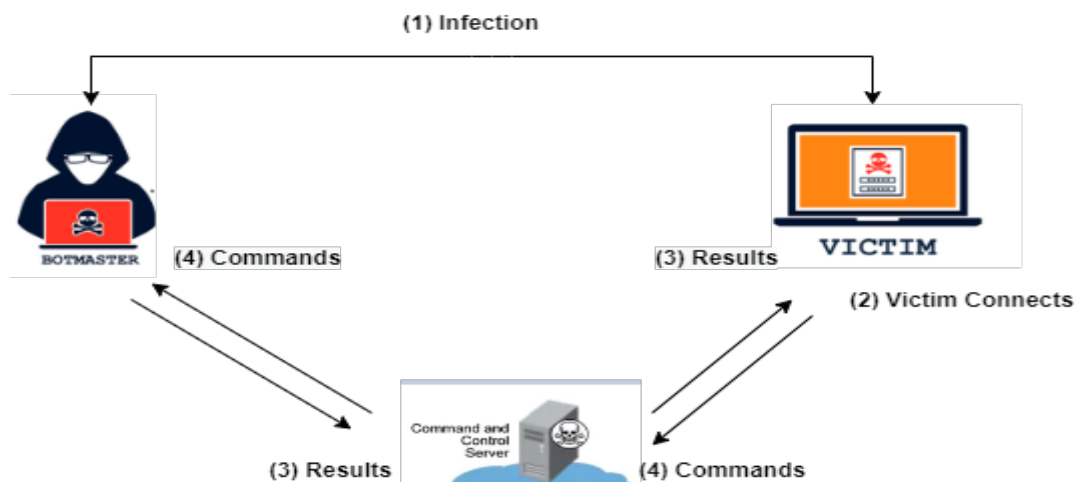 (1) Infection
BOTMASTER
VICTIM
(4) Commands
(3) Results
(2) Victim Connects
Command and
Control
Server
(3) Results
(4) Commands